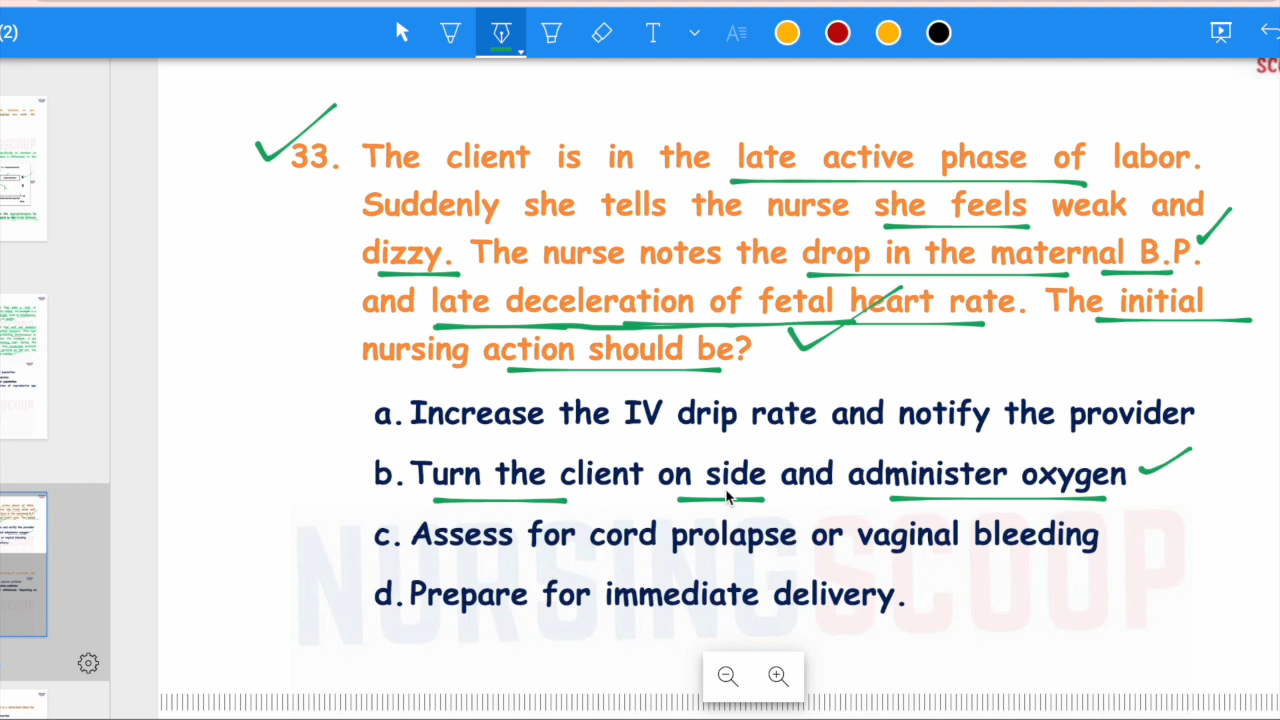 (2)
T
A
SC
33. The client is in the late active phase of labor.
Suddenly she tells the nurse she feels weak and
dizzy. The nurse notes the drop in the maternal B.P.
and late deceleration of fetal heart rate. The initial
nursing action should be?
a. Increase the IV drip rate and notify the provider
b. Turn the client on side and administer oxygen
c. Assess for cord prolapse or vaginal bleeding
d. Prepare for immediate delivery.
NURSINGSCOOP